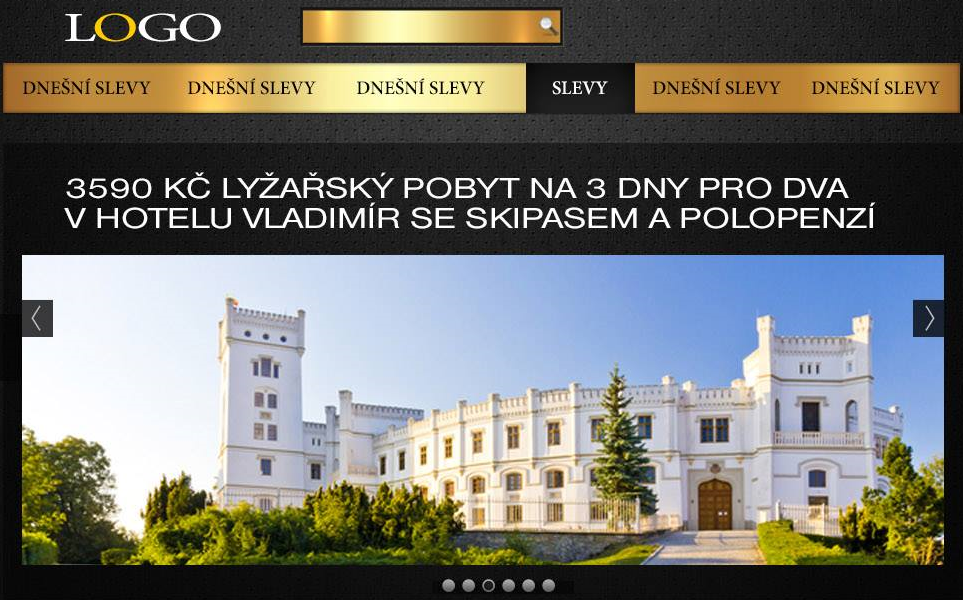 LOGO
DNEŠNÍ SLEVY DNEŠNÍ SLEVY DNEŠNÍ SLEVY SLEVY DNEŠNÍ SLEVY DNEŠNÍ SLEVY
3590 KČ LYŽAŘSKÝ POBYT NA 3 DNY PRO DVA
V HOTELU VLADIMÍR SE SKIPASEM A POLOPENZÍ